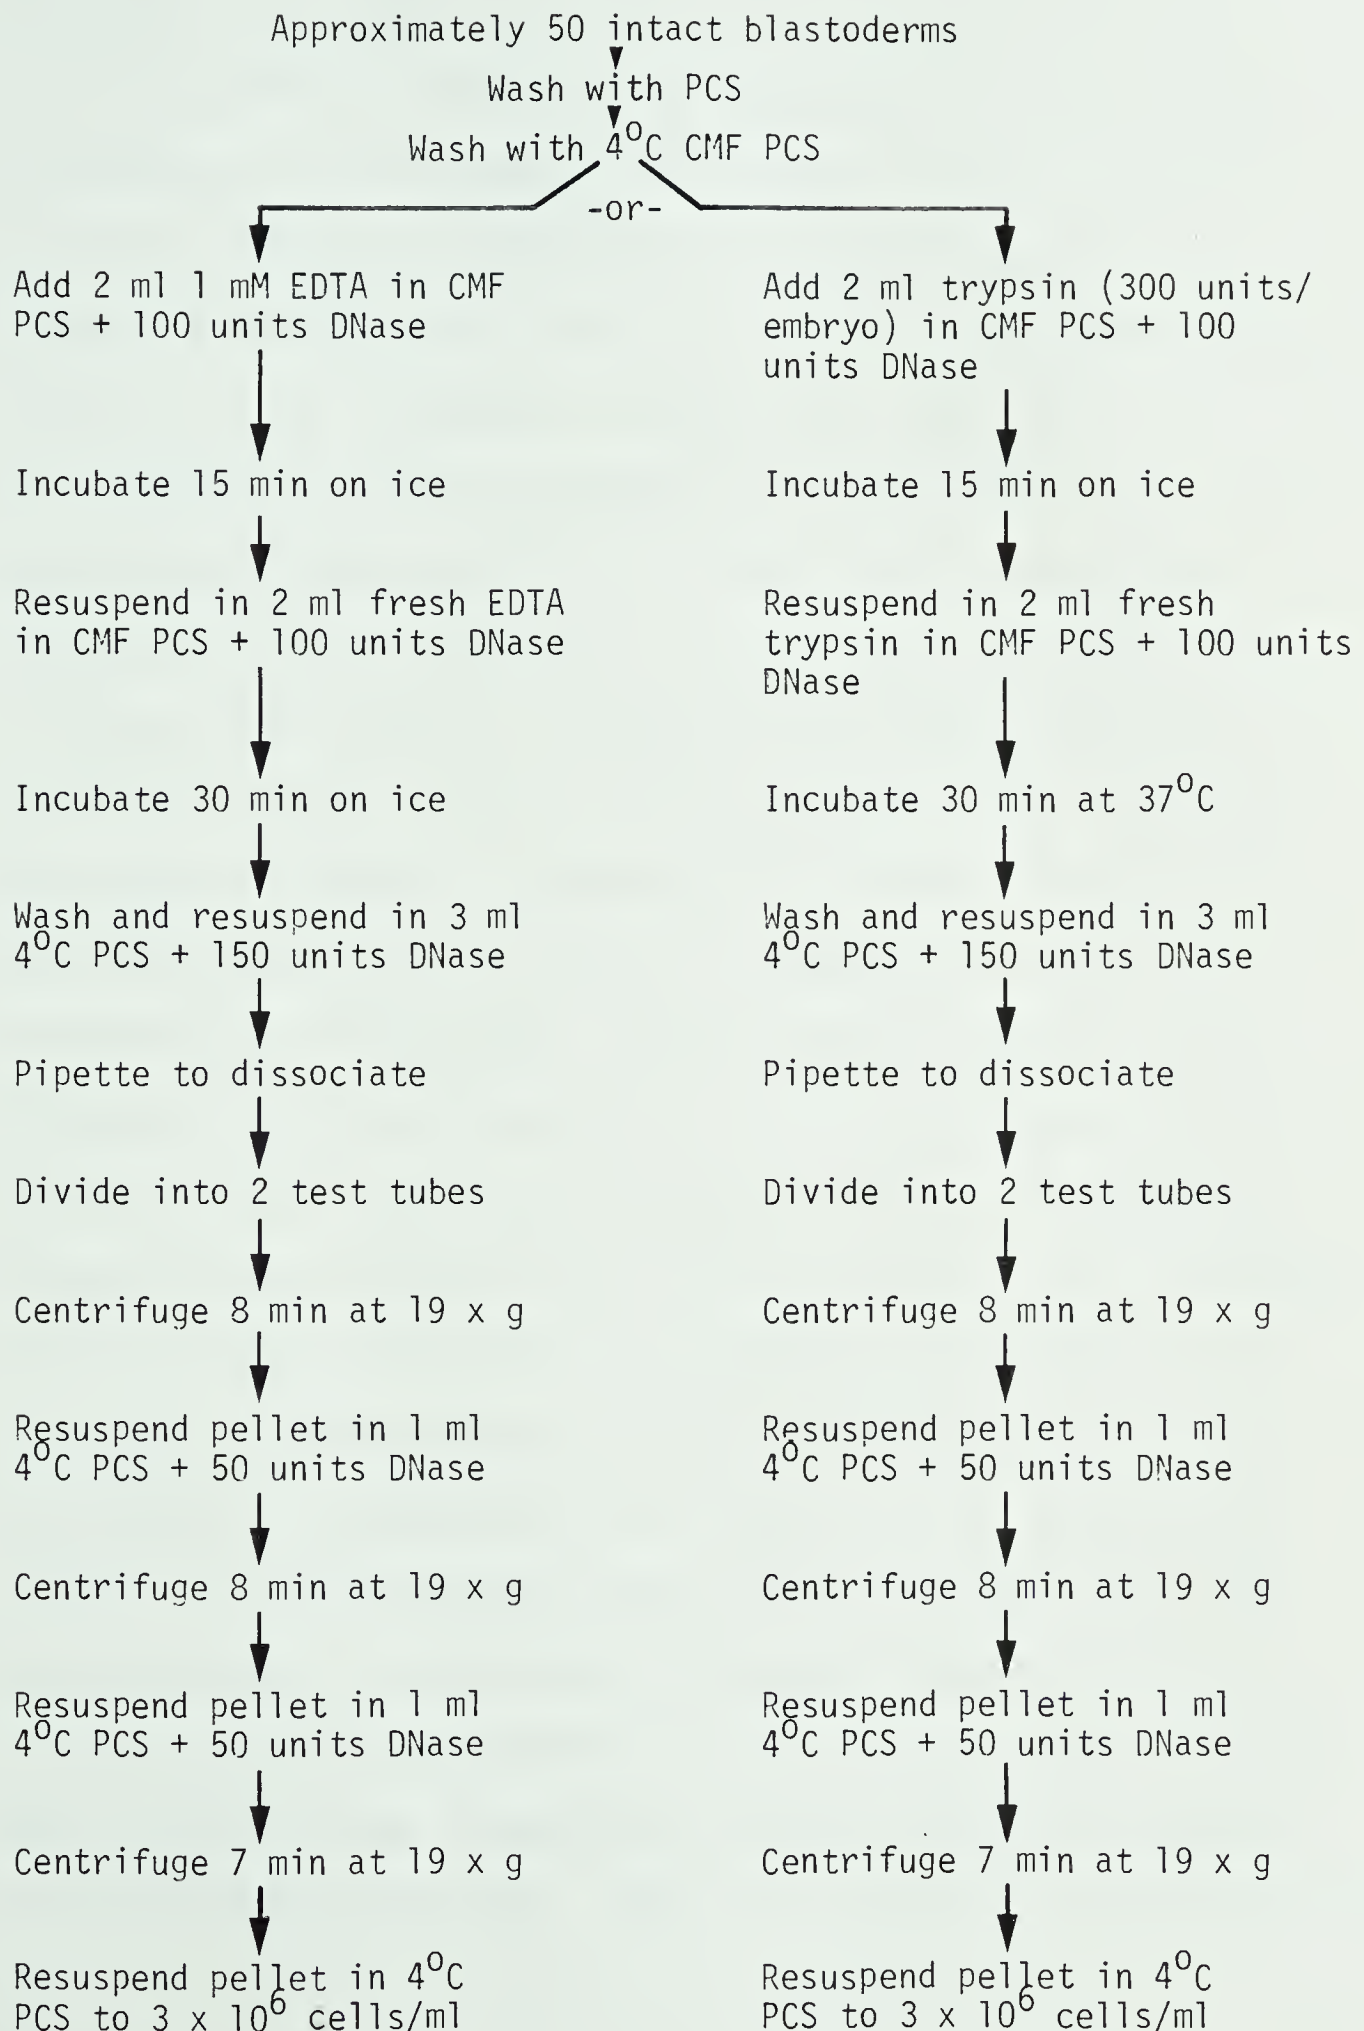 Approximately 50 intact blastoderms
Wash with PCS
Wash with 4°C CMF PCS
-or-
Add 2 ml 1 mM EDTA in CMF
PCS + 100 units DNase
Incubate 15 min on ice
Resuspend in 2 ml fresh EDTA
in CMF PCS + 100 units DNase
Incubate 30 min on ice
Wash and resuspend in 3 ml
4°C PCS + 150 units DNase
Pipette to dissociate
Divide into 2 test tubes
Centrifuge 8 min at 19 x g
Resuspend pellet in 1 ml
4°C PCS + 50 units DNase
Centrifuge 8 min at 19 x g
Resuspend pellet in 1 ml
4°C PCS + 50 units DNase
Centrifuge 7 min at 19 x g
Resuspend pellet in 4°C
PCS to 3 x 10⁶ cells/ml
Add 2 ml trypsin (300 units/
embryo) in CMF PCS + 100
units DNase
Incubate 15 min on ice
Resuspend in 2 ml fresh
trypsin in CMF PCS + 100 units
DNase
Incubate 30 min at 37°C
Wash and resuspend in 3 ml
4°C PCS + 150 units DNase
Pipette to dissociate
Divide into 2 test tubes
Centrifuge 8 min at 19 x g
Resuspend pellet in 1 ml
4°C PCS + 50 units DNase
Centrifuge 8 min at 19 x g
Resuspend pellet in 1 ml
4°C PCS + 50 units DNase
Centrifuge 7 min at 19 x g
Resuspend pellet in 4°C
PCS to 3 x 10⁶ cells/ml